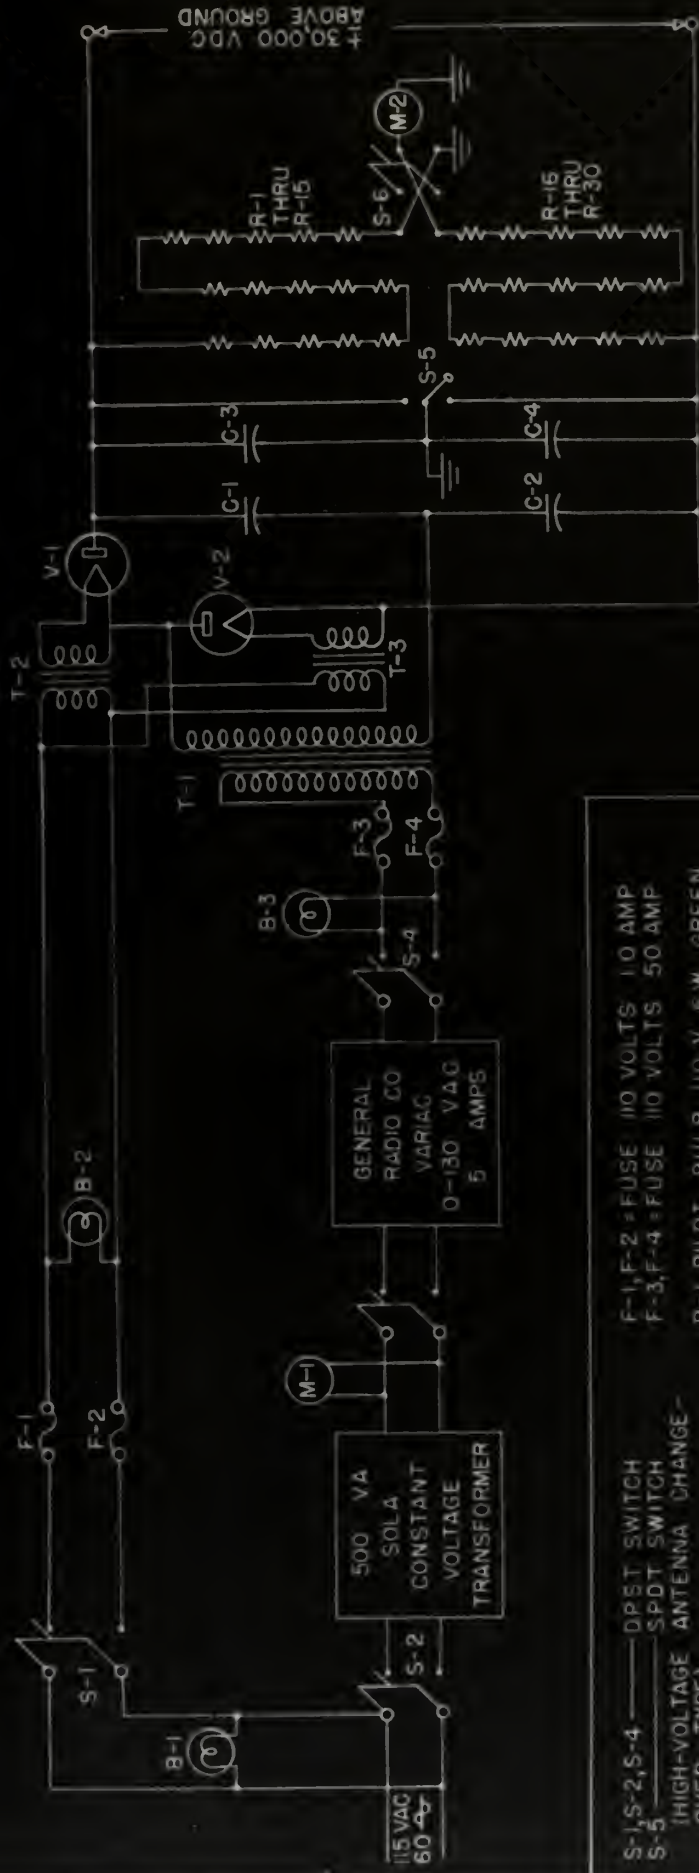 115 VAC
60 ~
B-1
S-1
F-1
F-2
B-2
S-2
500 VA
SOLA
CONSTANT
VOLTAGE
TRANSFORMER
M-1
GENERAL
RADIO CO
VARIAC
0-130 V.A.C
5 AMPS
S-4
B-3
F-3
F-4
T-1
T-2
T-3
V-1
V-2
C-1
C-3
C-2
C-4
S-5
R-1
THRU
R-15
S-6
M-2
R-16
THRU
R-30
± 30,000 VDC
ABOVE GROUND
S-1,S-2,S-4 — DPST SWITCH
S-5 — SPDT SWITCH
(HIGH-VOLTAGE ANTENNA CHANGE-
F-1,F-2 = FUSE 110 VOLTS 10 AMP
F-3,F-4 = FUSE 110 VOLTS 50 AMP